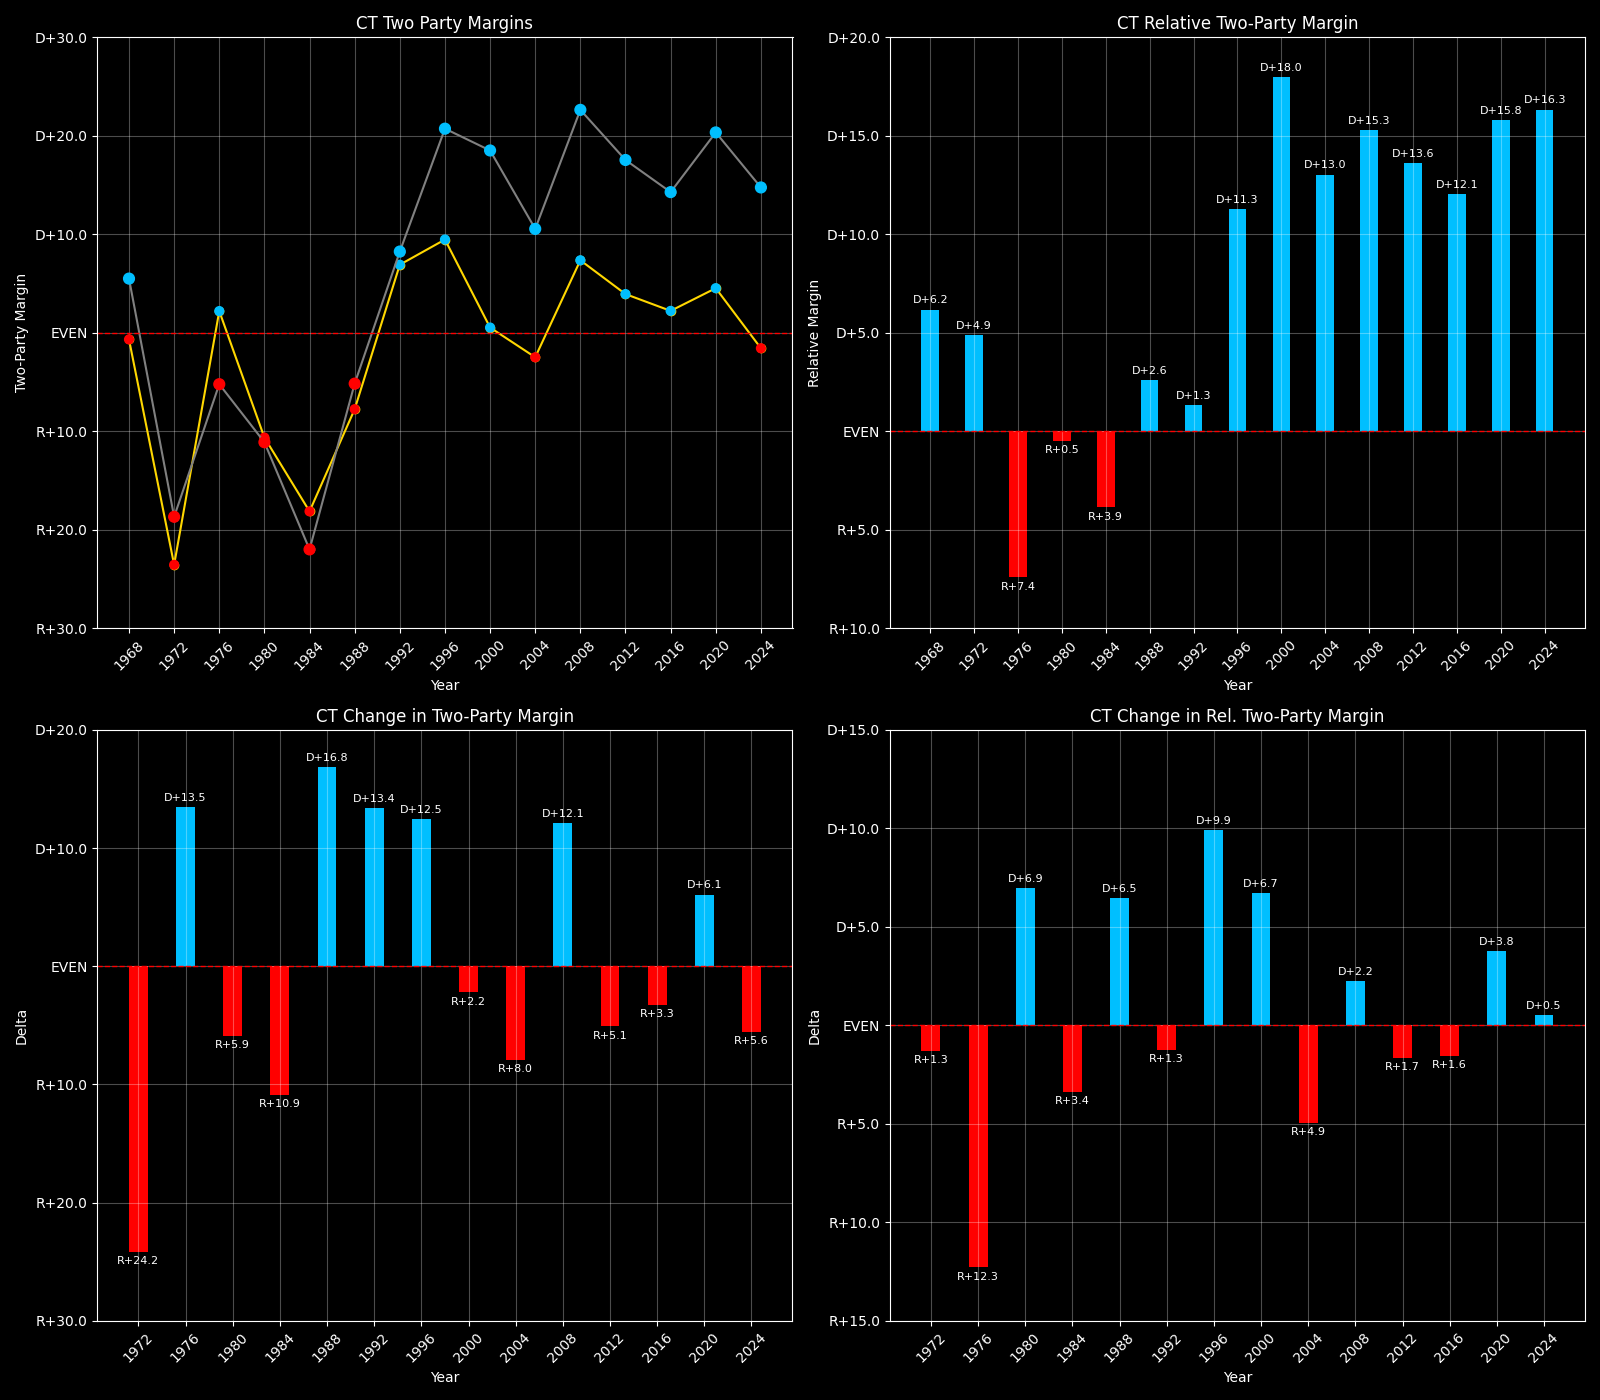 CT Two Party Margins
D+30.0
D+20.0
D+10.0
EVEN
R+10.0
R+20.0
R+30.0
Two-Party Margin
1968
1972
1976
1980
1984
1988
1992
1996
2000
2004
2008
2012
2016
2020
2024
Year
CT Relative Two-Party Margin
D+20.0
D+15.0
D+10.0
D+5.0
EVEN
R+5.0
R+10.0
Relative Margin
D+6.2
D+4.9
R+7.4
R+0.5
R+3.9
D+2.6
D+1.3
D+11.3
D+18.0
D+13.0
D+15.3
D+13.6
D+12.1
D+15.8
D+16.3
1968
1972
1976
1980
1984
1988
1992
1996
2000
2004
2008
2012
2016
2020
2024
Year
CT Change in Two-Party Margin
D+20.0
D+10.0
EVEN
R+10.0
R+20.0
R+30.0
Delta
R+24.2
D+13.5
R+5.9
R+10.9
D+16.8
D+13.4
D+12.5
R+2.2
R+8.0
D+12.1
R+5.1
R+3.3
D+6.1
R+5.6
1972
1976
1980
1984
1988
1992
1996
2000
2004
2008
2012
2016
2020
2024
Year
CT Change in Rel. Two-Party Margin
D+15.0
D+10.0
D+5.0
EVEN
R+5.0
R+10.0
R+15.0
Delta
R+1.3
R+12.3
D+6.9
R+3.4
D+6.5
R+1.3
D+9.9
D+6.7
R+4.9
D+2.2
R+1.7
R+1.6
D+3.8
D+0.5
1972
1976
1980
1984
1988
1992
1996
2000
2004
2008
2012
2016
2020
2024
Year